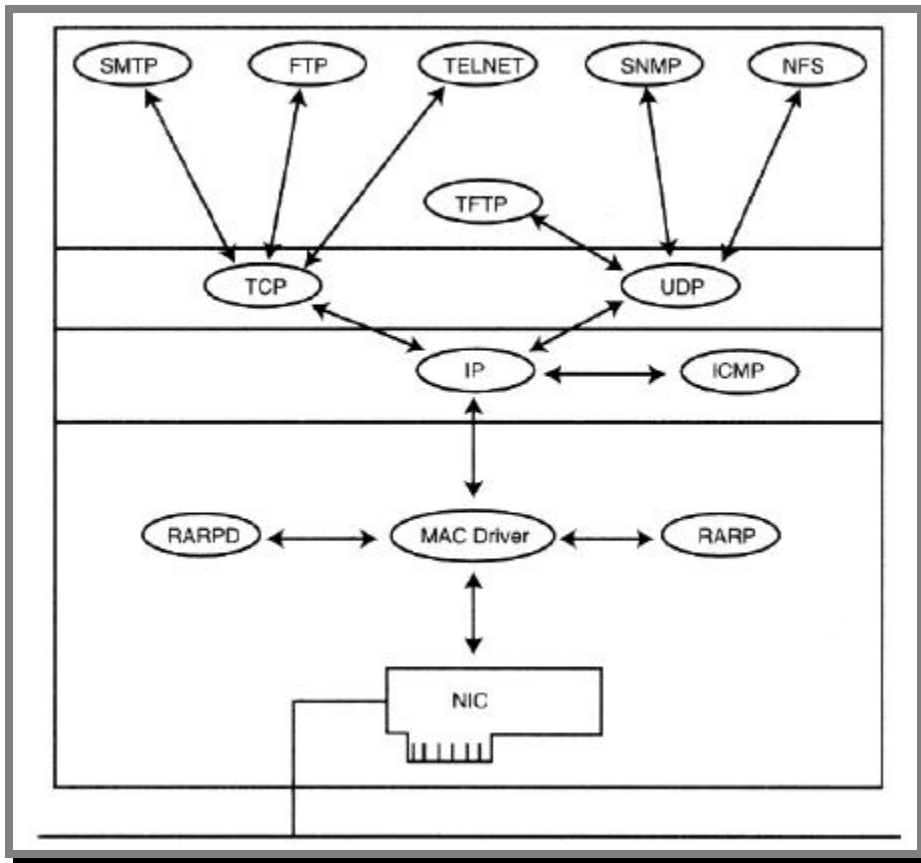 SMTP
FTP
TELNET
SNMP
NFS
TFTP
TCP
UDP
IP
ICMP
RARPD
MAC Driver
RARP
NIC